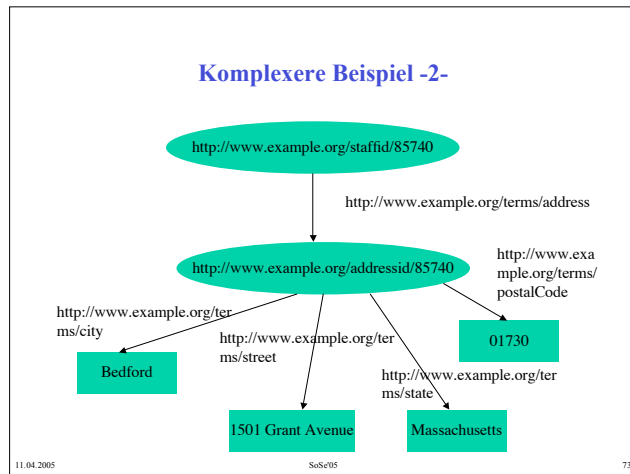 Komplexere Beispiel -2-
http://www.example.org/staffid/85740
http://www.example.org/terms/address
http://www.exa
mple.org/terms/
postalCode
http://www.example.org/addressid/85740
http://www.example.org/ter
ms/city
http://www.example.org/ter
ms/street
01730
Bedford
http://www.example.org/ter
ms/state
1501 Grant Avenue
Massachusetts
11.04.2005
SoSe'05
73